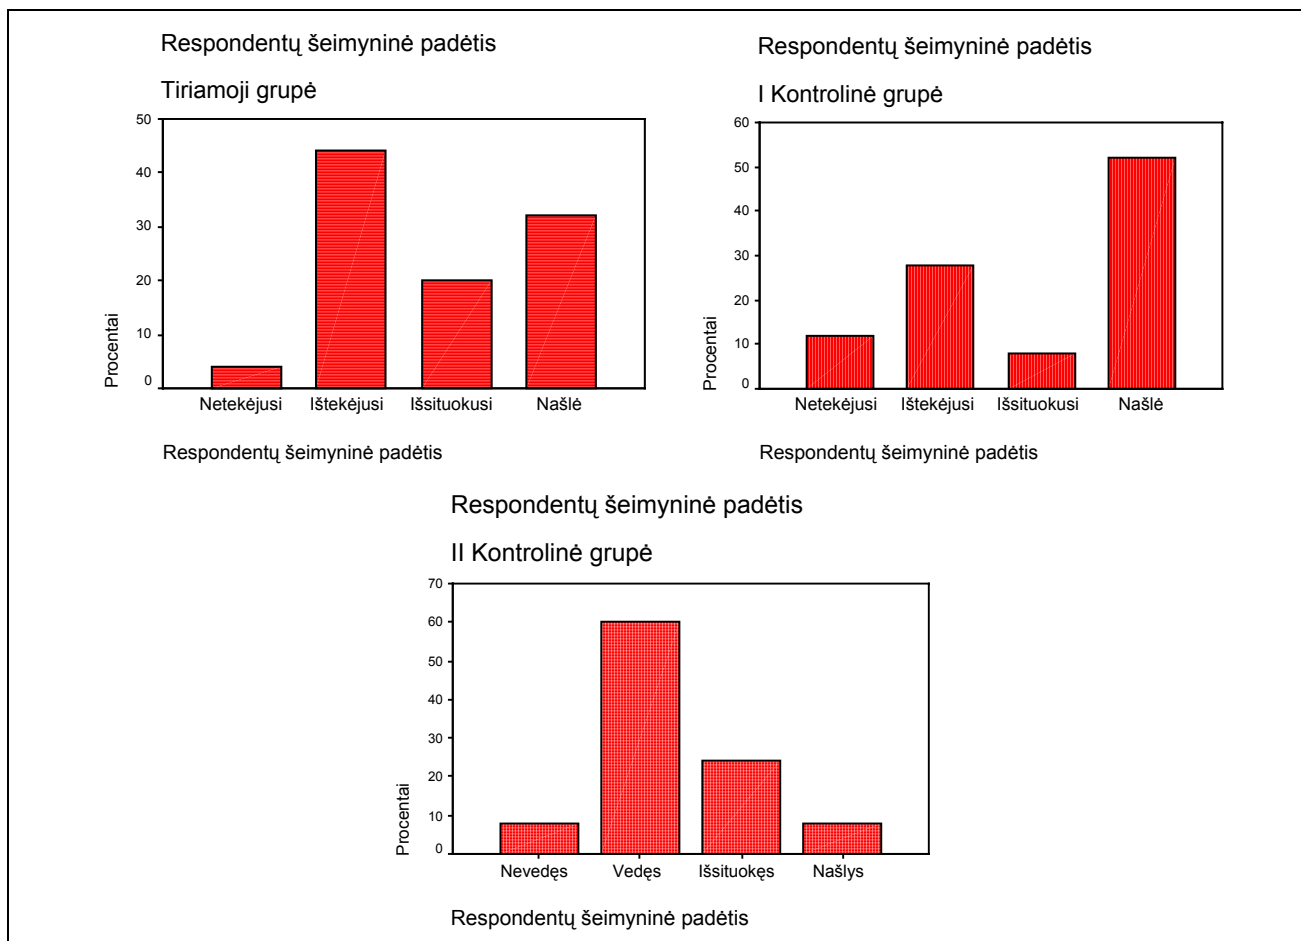 Respondentų šeimyninė padėtis
Tiriamoji grupė
50
40
30
20
10
0
Procentai
Netekėjusi Ištekėjusi Išsituokusi Našlė
Respondentų šeimyninė padėtis
Respondentų šeimyninė padėtis
I Kontrolinė grupė
60
50
40
30
20
10
0
Procentai
Netekėjusi Ištekėjusi Išsituokusi Našlė
Respondentų šeimyninė padėtis
Respondentų šeimyninė padėtis
II Kontrolinė grupė
70
60
50
40
30
20
10
0
Procentai
Nevedęs Vedęs Išsituokęs Našlys
Respondentų šeimyninė padėtis